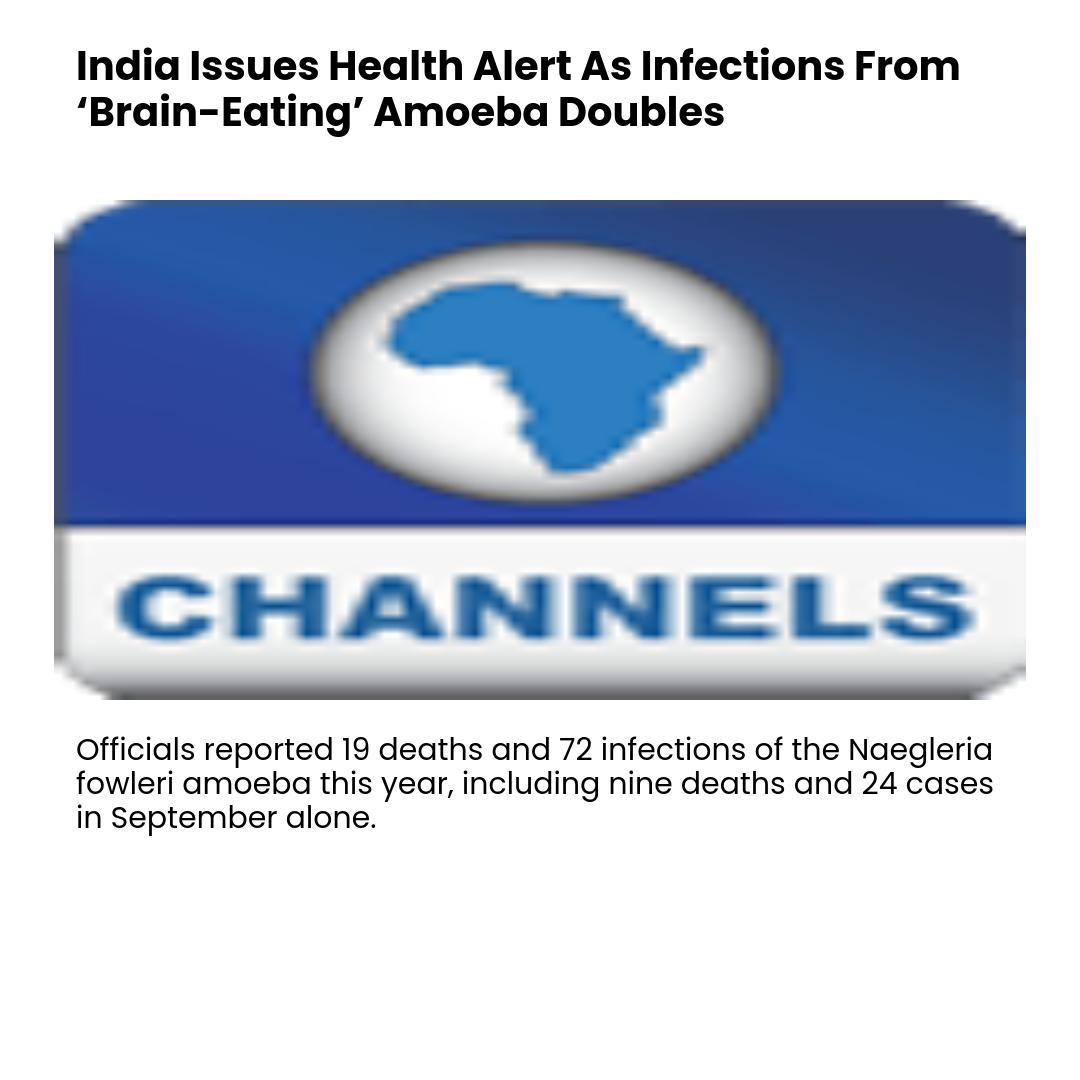 India Issues Health Alert As Infections From
‘Brain-Eating’ Amoeba Doubles
CHANNELS
Officials reported 19 deaths and 72 infections of the Naegleria
fowleri amoeba this year, including nine deaths and 24 cases
in September alone.